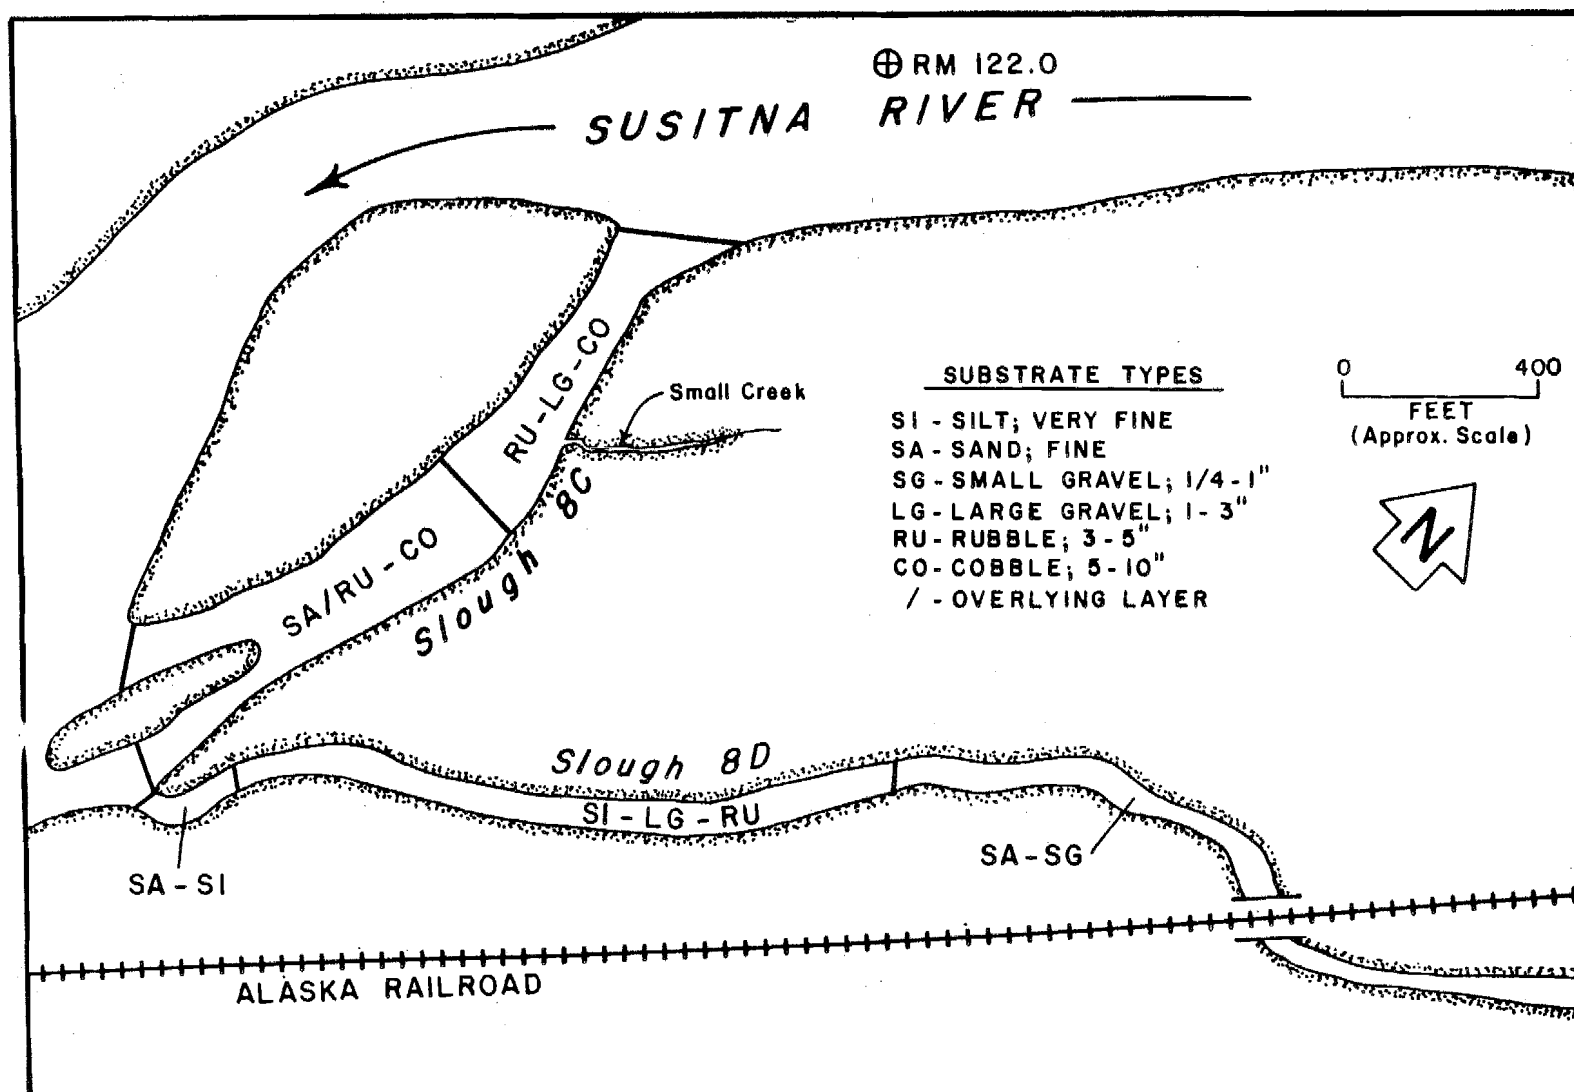 ⊕ RM 122.0
SUSITNA RIVER
RU-LG-CO
Small Creek
SUBSTRATE TYPES
SI - SILT; VERY FINE
SA - SAND; FINE
SG - SMALL GRAVEL; 1/4 - 1"
LG - LARGE GRAVEL; 1 - 3"
RU - RUBBLE; 3 - 5"
CO - COBBLE; 5 - 10"
/ - OVERLYING LAYER
0 400
FEET
(Approx. Scale)
N
SA/RU-CO
Slough 8C
Slough 8D
SI-LG-RU
SA-SI
SA-SG
ALASKA RAILROAD